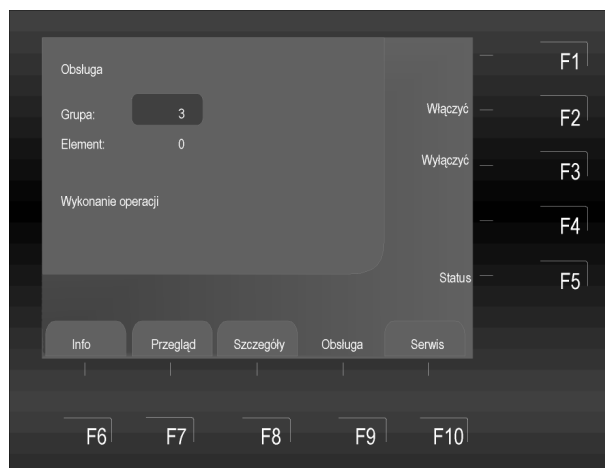 Obsługa
Grupa: 3
Element: 0
Wykonanie operacji
F1
Włączyć F2
Wyłączyć F3
F4
Status F5
Info Przegląd Szczegóły Obsługa Serwis
F6 F7 F8 F9 F10